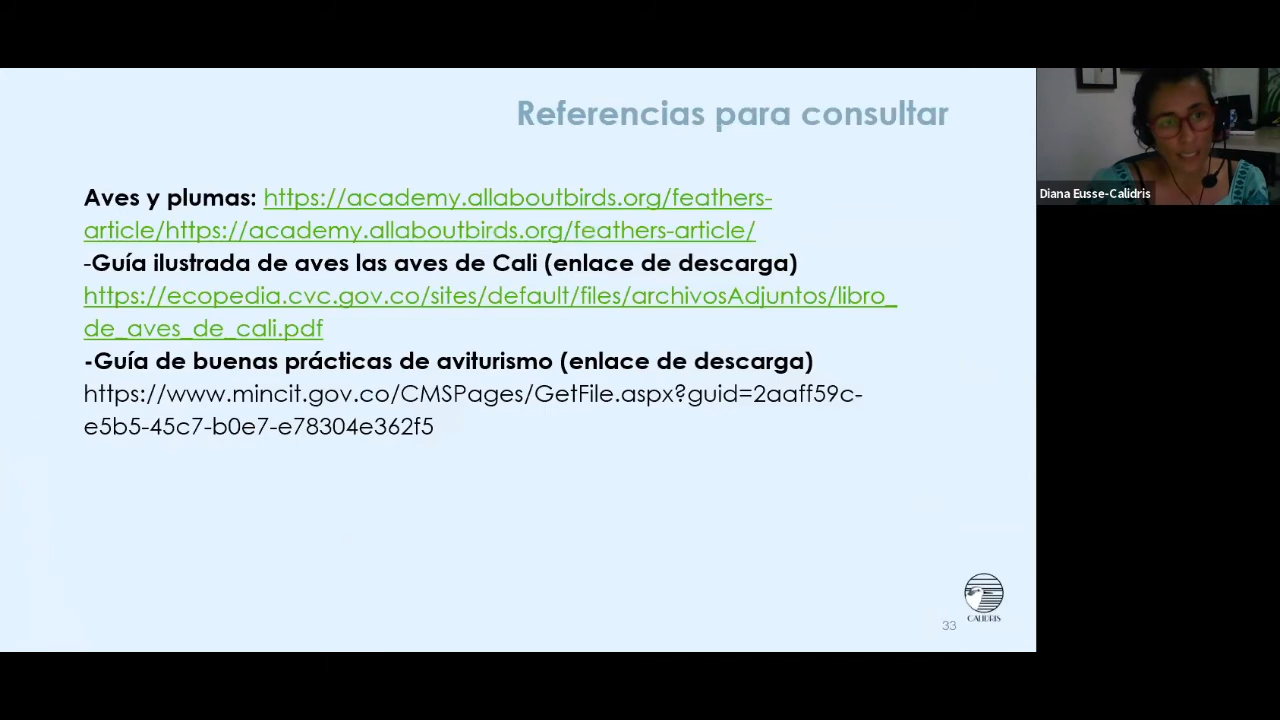 Referencias para consultar
Aves y plumas: https://academy.allaboutbirds.org/feathers-
article/https://academy.allaboutbirds.org/feathers-article/
-Guía ilustrada de aves las aves de Cali (enlace de descarga)
https://ecopedia.cvc.gov.co/sites/default/files/archivosAdjuntos/libro_
de_aves_de_cali.pdf
-Guía de buenas prácticas de aviturismo (enlace de descarga)
https://www.mincit.gov.co/CMSPages/GetFile.aspx?guid=2aaff59c-
e5b5-45c7-b0e7-e78304e362f5
CALIDRIS
33
Diana Eusse-Calidris